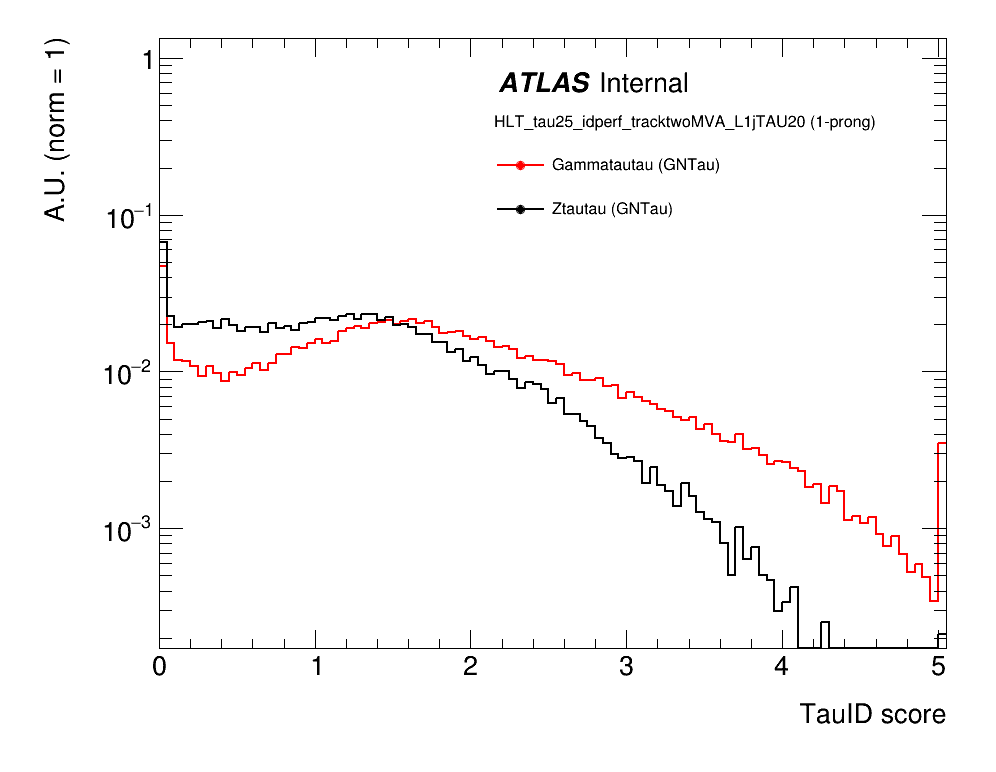 A.U. (norm = 1)
1
10⁻¹
10⁻²
10⁻³
ATLAS Internal
HLT_tau25_idperf_tracktwoMVA_L1jTAU20 (1-prong)
Gammatautau (GNTau)
Ztautau (GNTau)
0 1 2 3 4 5
TauID score